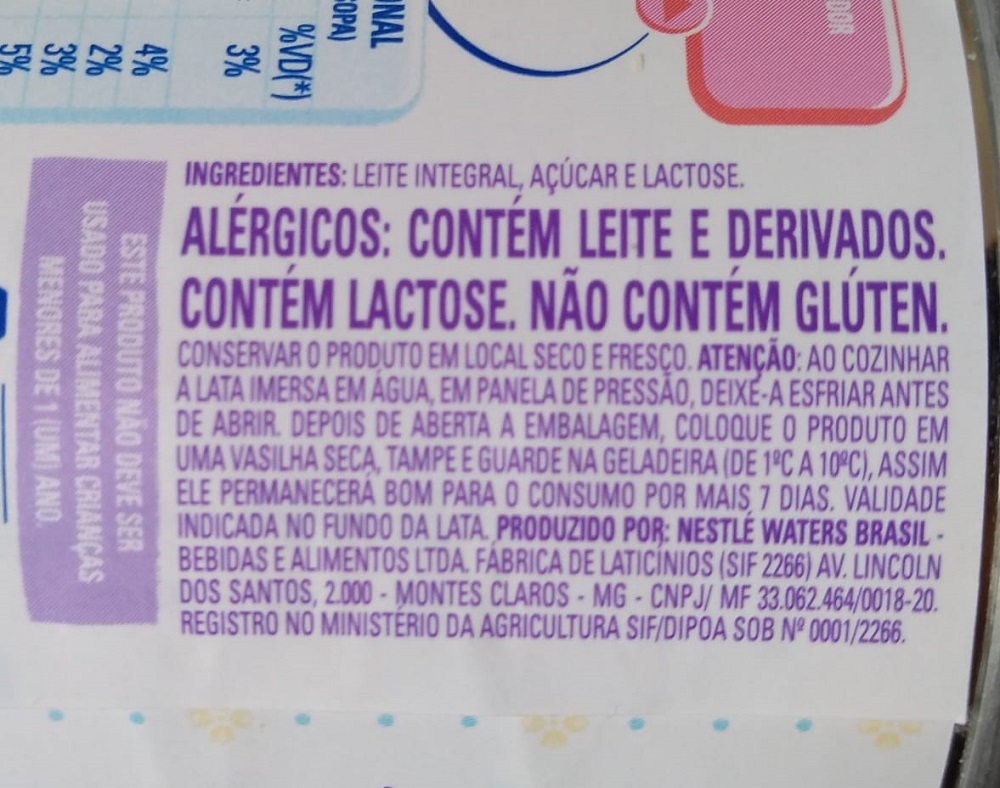 NAL
OPA)
%VD(*)
3%
4%
2%
3%
5%
DOR
INGREDIENTES: LEITE INTEGRAL, AÇÚCAR E LACTOSE.
ALÉRGICOS: CONTÉM LEITE E DERIVADOS.
CONTÉM LACTOSE. NÃO CONTÉM GLÚTEN.
CONSERVAR O PRODUTO EM LOCAL SECO E FRESCO. ATENÇÃO: AO COZINHAR
A LATA IMERSA EM ÁGUA, EM PANELA DE PRESSÃO, DEIXE-A ESFRIAR ANTES
DE ABRIR. DEPOIS DE ABERTA A EMBALAGEM, COLOQUE O PRODUTO EM
UMA VASILHA SECA, TAMPE E GUARDE NA GELADEIRA (DE 1ºC A 10ºC), ASSIM
ELE PERMANECERÁ BOM PARA O CONSUMO POR MAIS 7 DIAS. VALIDADE
INDICADA NO FUNDO DA LATA. PRODUZIDO POR: NESTLÉ WATERS BRASIL -
BEBIDAS E ALIMENTOS LTDA. FÁBRICA DE LATICÍNIOS (SIF 2266) AV. LINCOLN
DOS SANTOS, 2.000 - MONTES CLAROS - MG - CNPJ/ MF 33.062.464/0018-20.
REGISTRO NO MINISTÉRIO DA AGRICULTURA SIF/DIPOA SOB Nº 0001/2266.
ESTE PRODUTO NÃO DEVE SER
USADO PARA ALIMENTAR CRIANÇAS
MENORES DE 1 (UM) ANO.